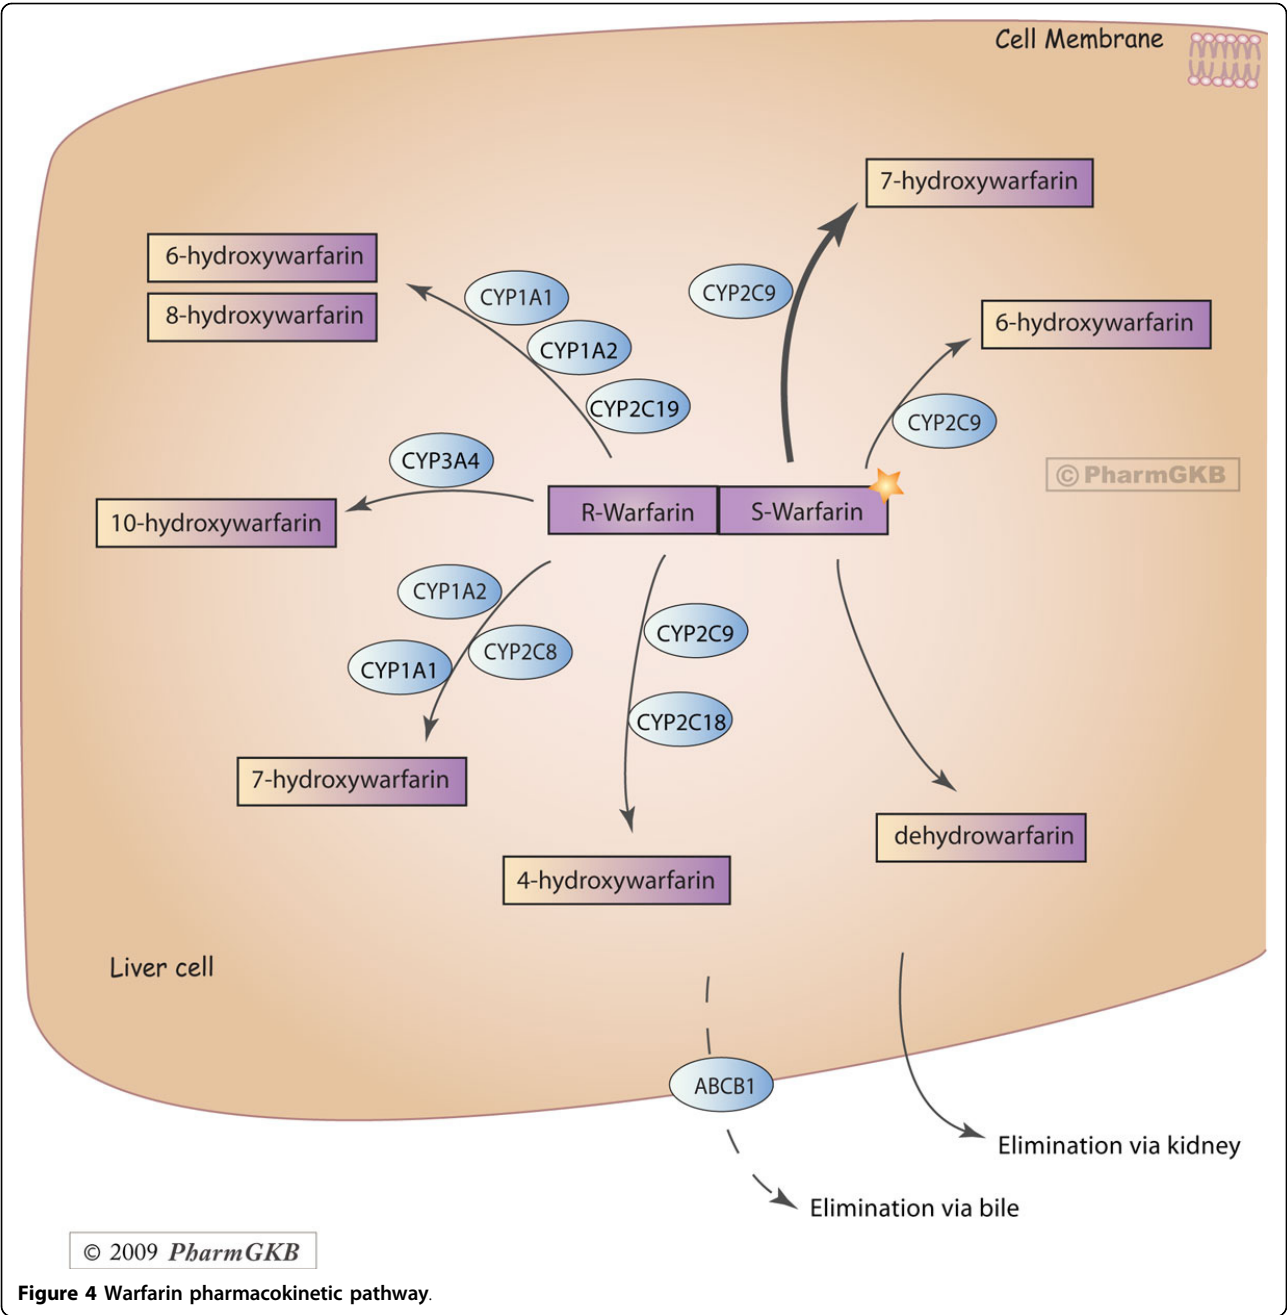 Cell Membrane
7-hydroxywarfarin
6-hydroxywarfarin
8-hydroxywarfarin
CYP1A1
CYP1A2
CYP2C19
CYP2C9
6-hydroxywarfarin
CYP2C9
CYP3A4
© PharmGKB
10-hydroxywarfarin
R-Warfarin
S-Warfarin
CYP1A2
CYP2C8
CYP1A1
CYP2C9
CYP2C18
7-hydroxywarfarin
4-hydroxywarfarin
dehydrowarfarin
Liver cell
ABCB1
Elimination via kidney
Elimination via bile
© 2009 PharmGKB
Figure 4 Warfarin pharmacokinetic pathway.